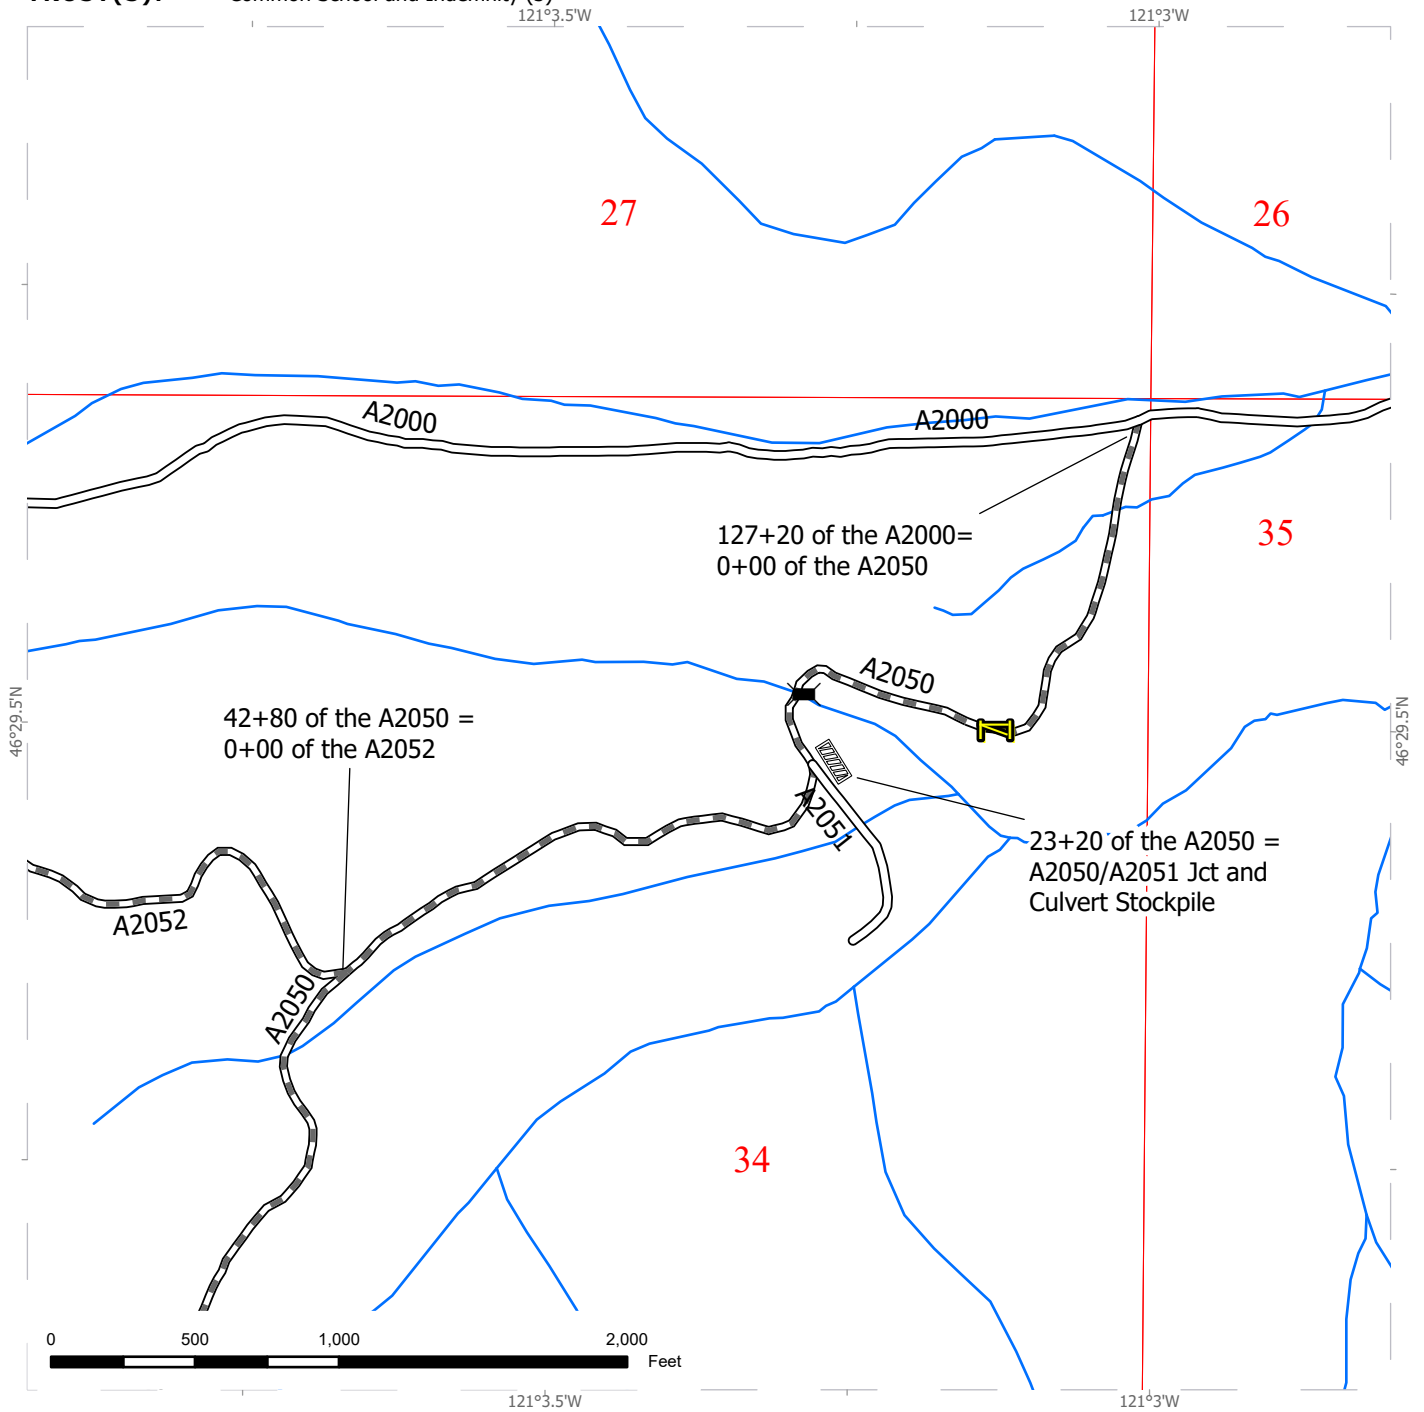 121°3.5'W
121°3'W
27
26
A2000
A2000
127+20 of the A2000=
0+00 of the A2050
35
A2050
46°29.5'N
46°29.5'N
42+80 of the A2050 =
0+00 of the A2052
A2051
23+20 of the A2050 =
A2050/A2051 Jct and
Culvert Stockpile
A2052
A2050
34
0 500 1,000 2,000
Feet
121°3.5'W
121°3'W